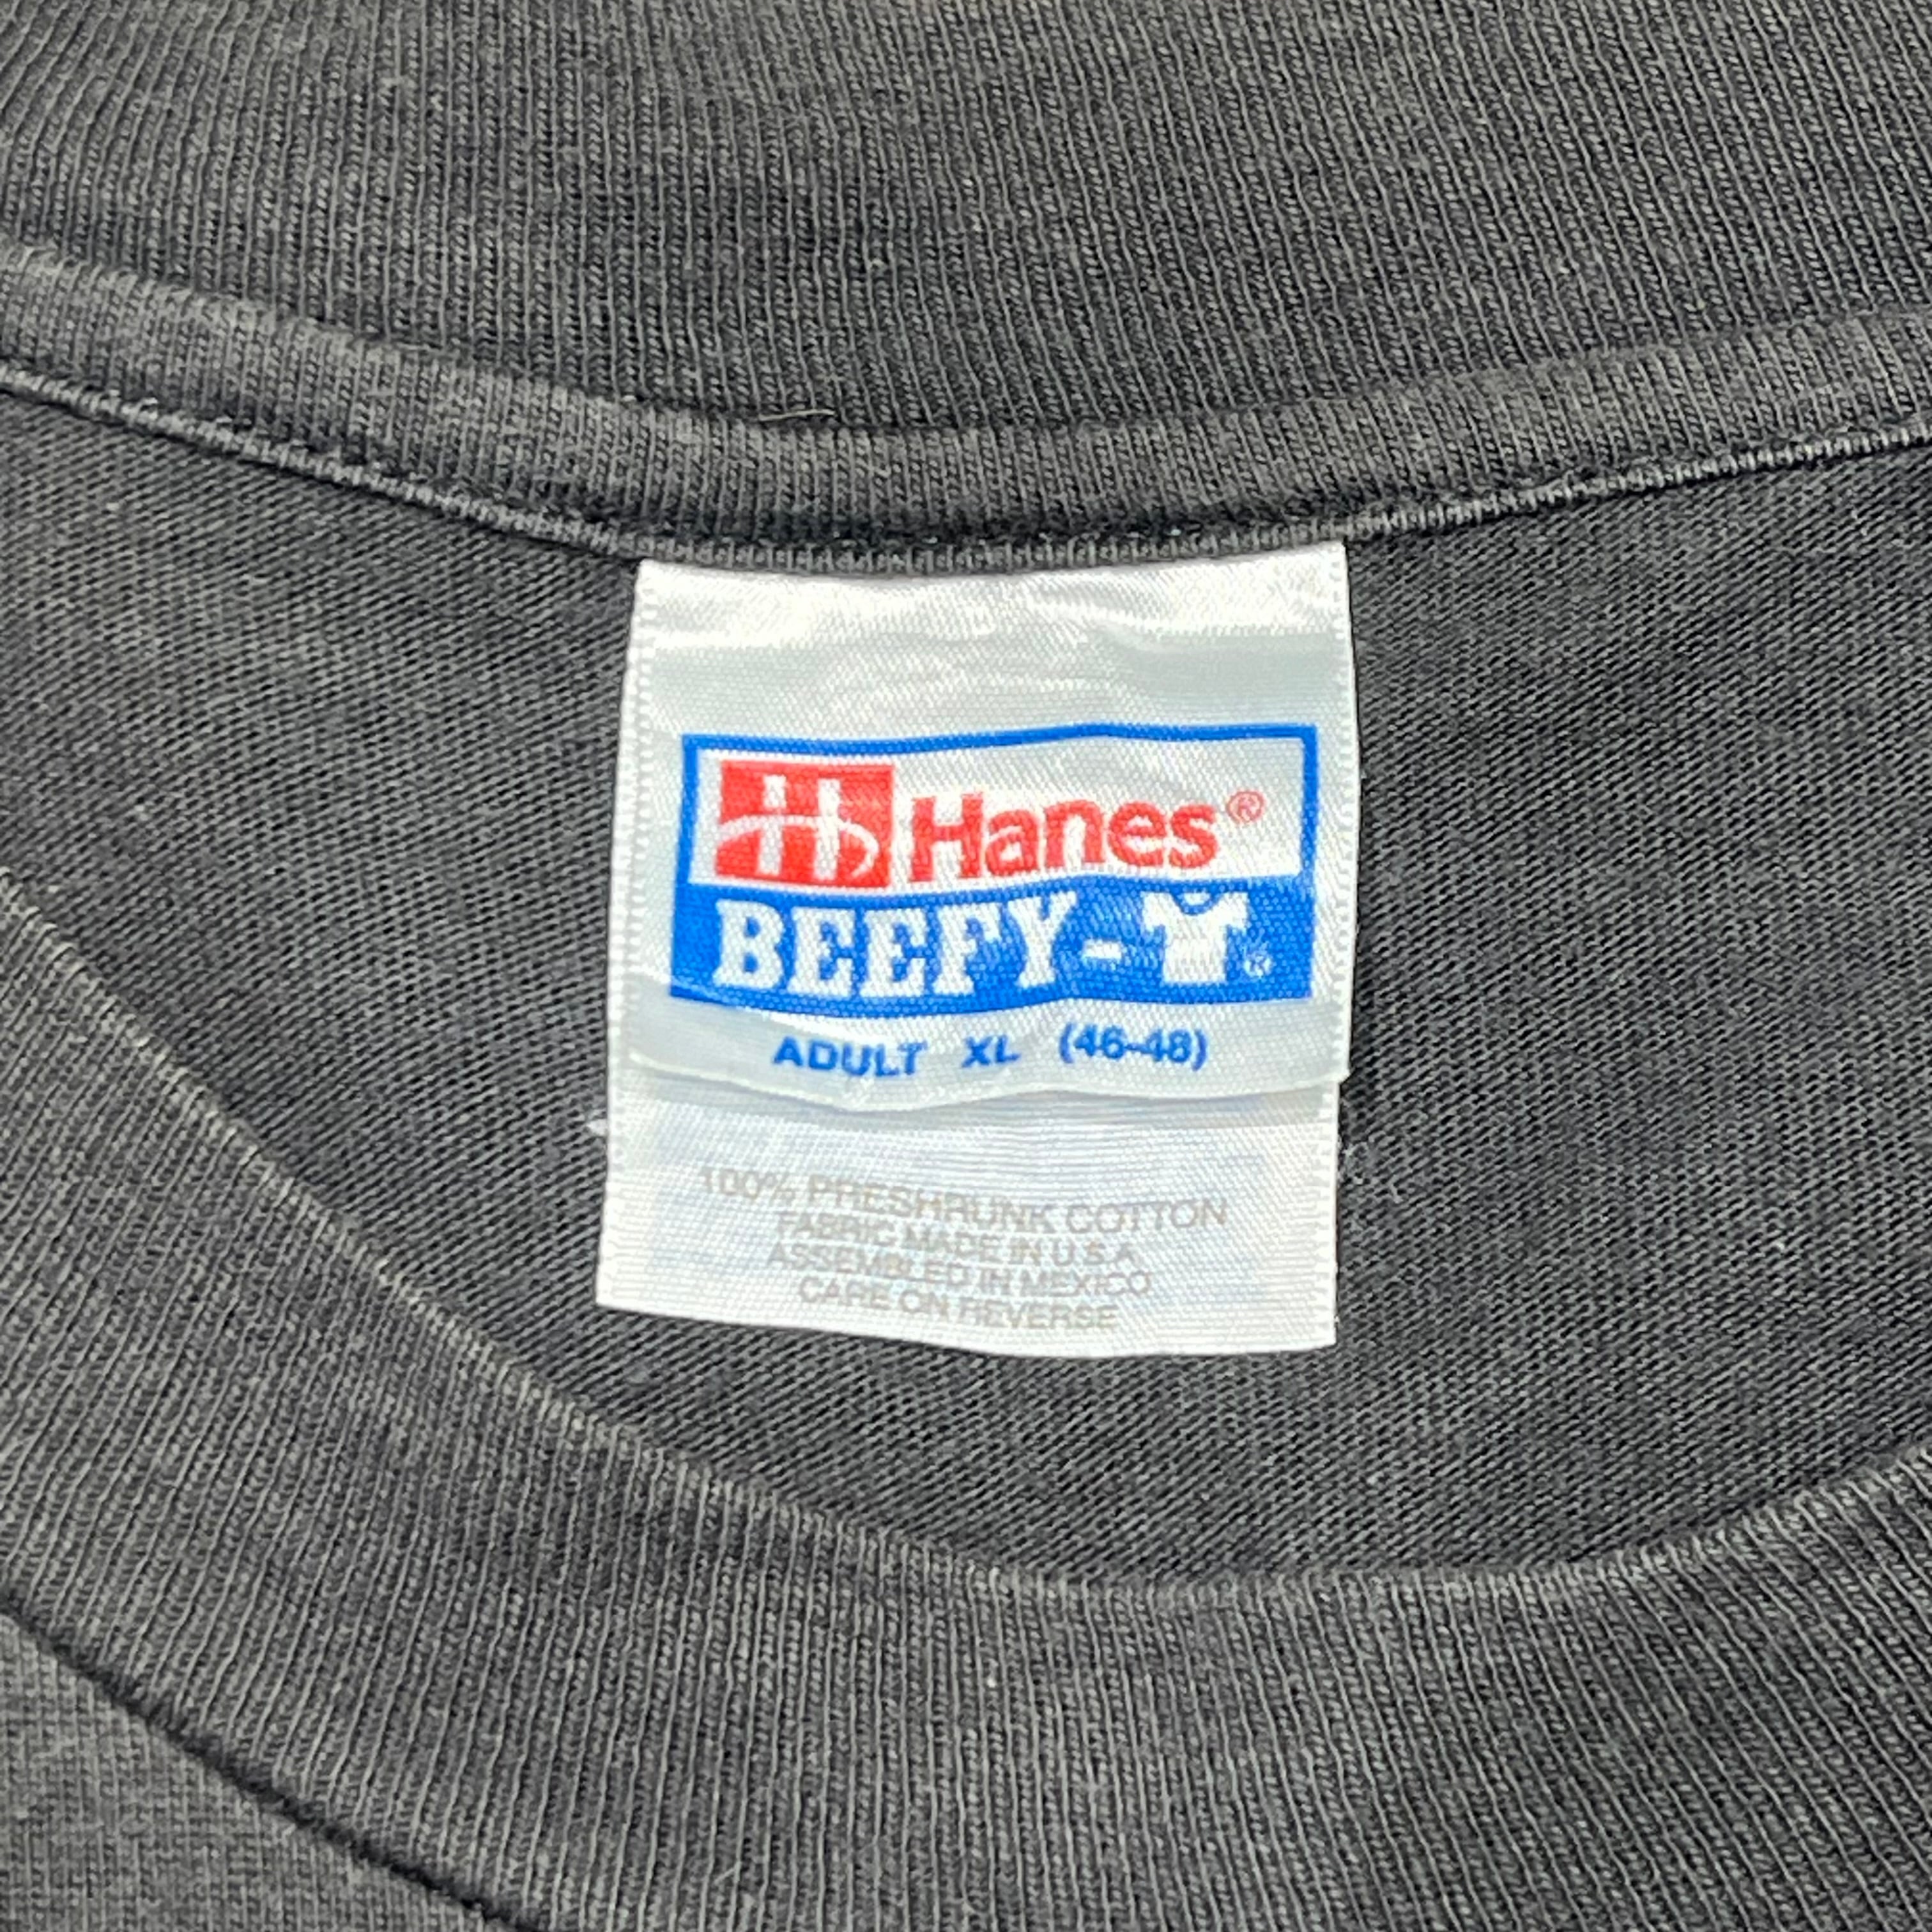 H Hanes®
BEEFY-T®
ADULT XL (46-48)
100% PRESHRUNK COTTON
FABRIC MADE IN U.S.A.
ASSEMBLED IN MEXICO
CARE ON REVERSE